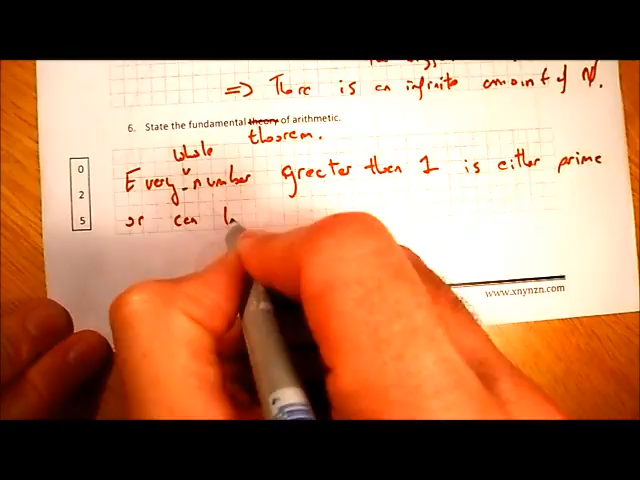 => There is an infinite amount of N.
6. State the fundamental theory of arithmetic.
theorem.
whole
0
Every number greater then 1 is either prime
2
5
or can b
www.xnynzn.com